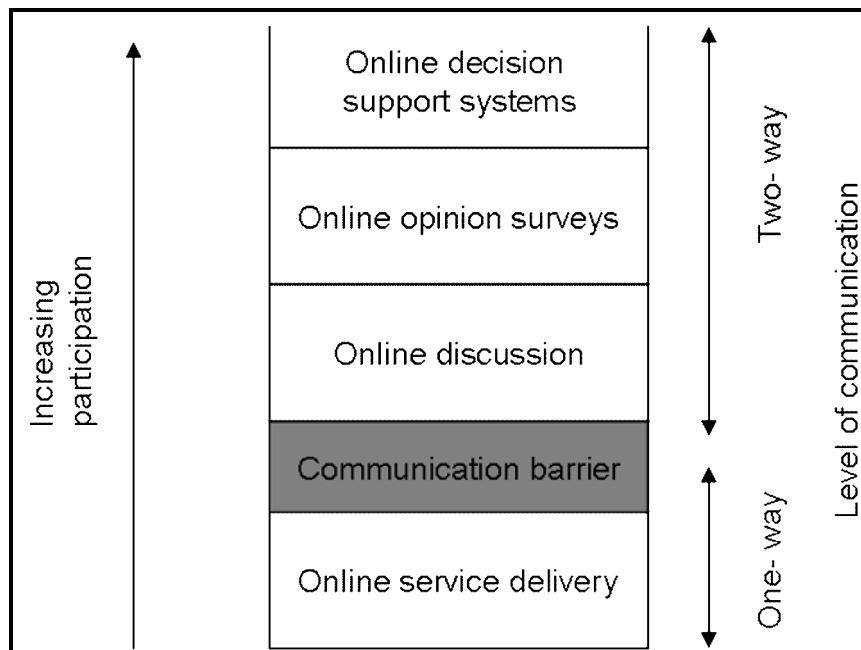 Increasing
participation
Online decision
support systems
Online opinion surveys
Online discussion
Communication barrier
Online service delivery
Two- way
One- way
Level of communication